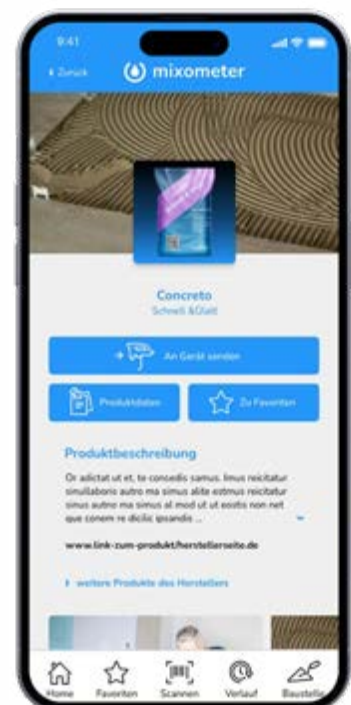 9:41
Zurück
mixometer
Concreto
Schnell &Glatt
An Gerät senden
Produktdaten
Zu Favoriten
Produktbeschreibung
Or adictat ut et, te consedis samus. Imus reicitatur
simullaboris autro ma simus alite estmus reicitatur
simus autro ma simus al mod ut ut eostis non net
que conem re dicilic ipsandis ...
www.link-zum-produkt/herstellerseite.de
weitere Produkte des Herstellers
Home Favoriten Scannen Verlauf Baustelle